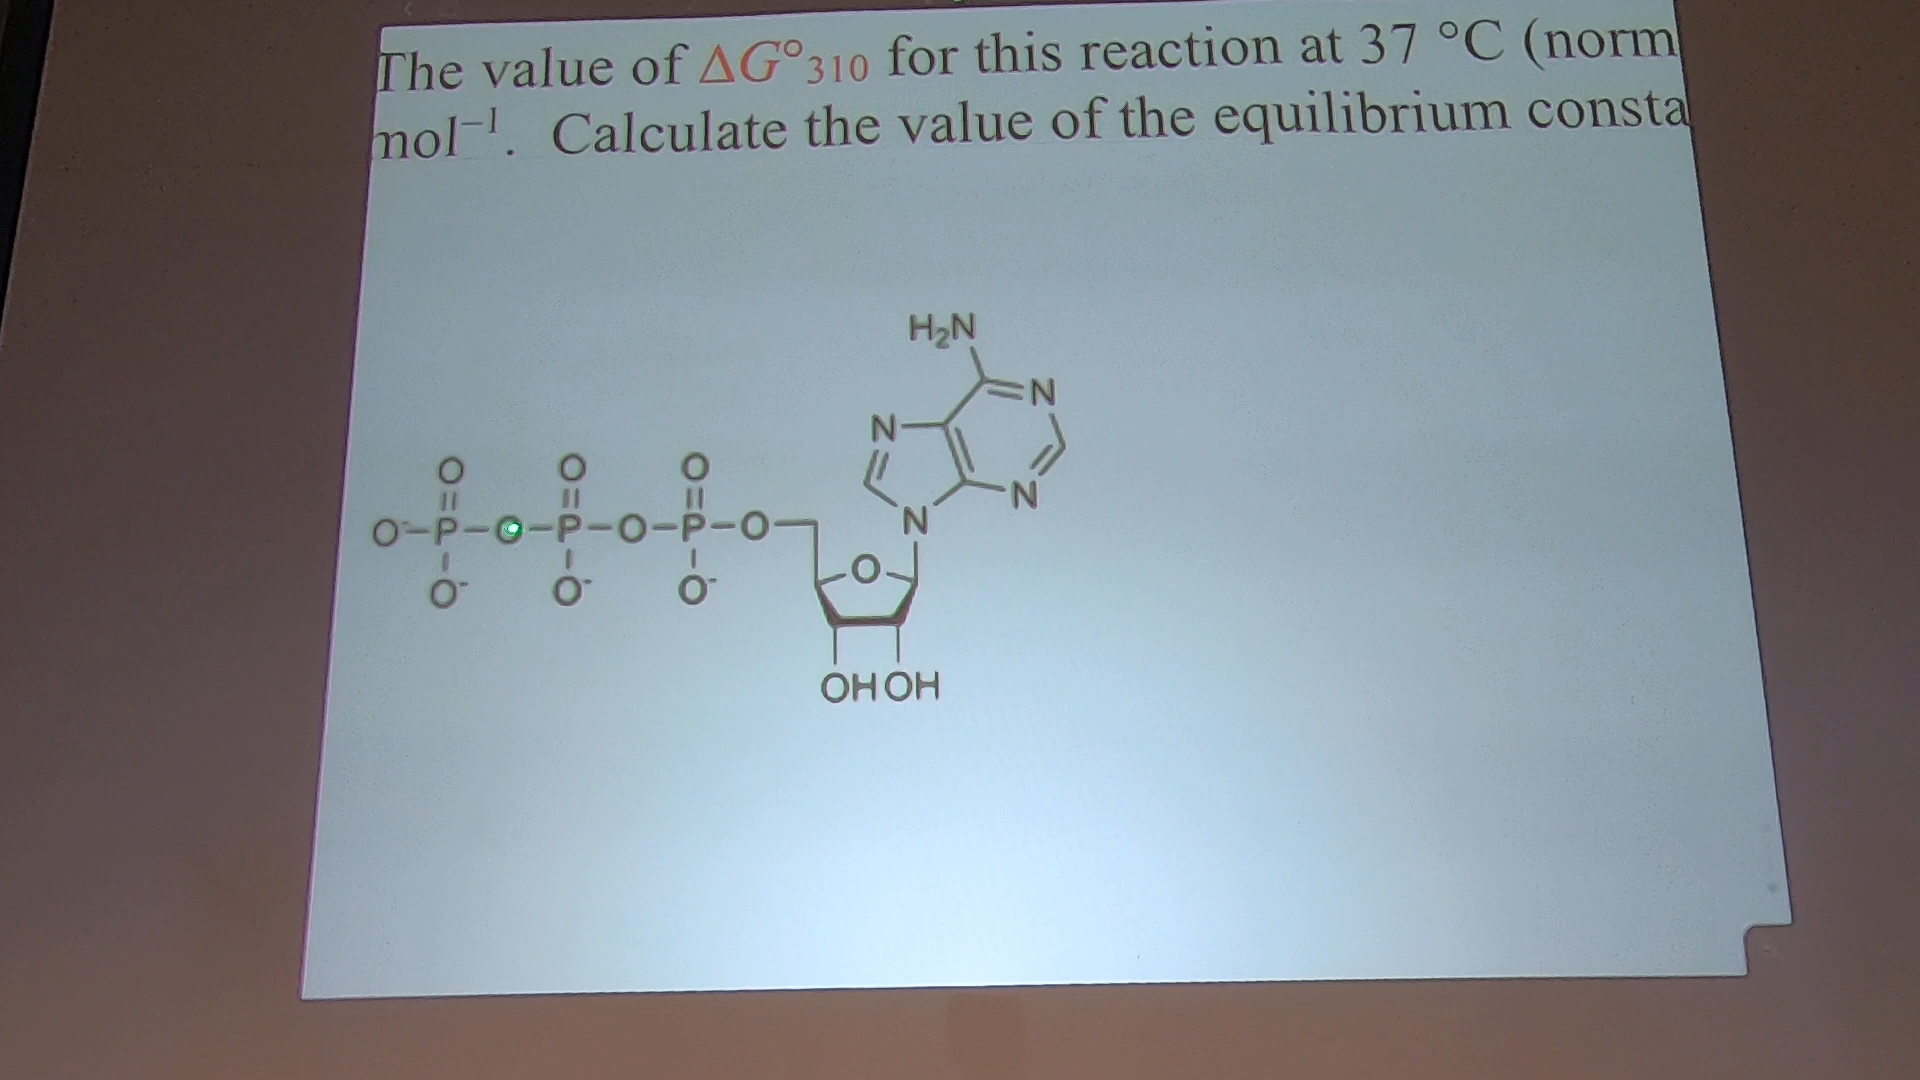 The value of ΔG°310 for this reaction at 37 °C (norm
mol⁻¹. Calculate the value of the equilibrium consta
H₂N
N
N
N
N
O O O
O⁻–P–O–P–O–P–O
O⁻ O⁻ O⁻
O
OH OH